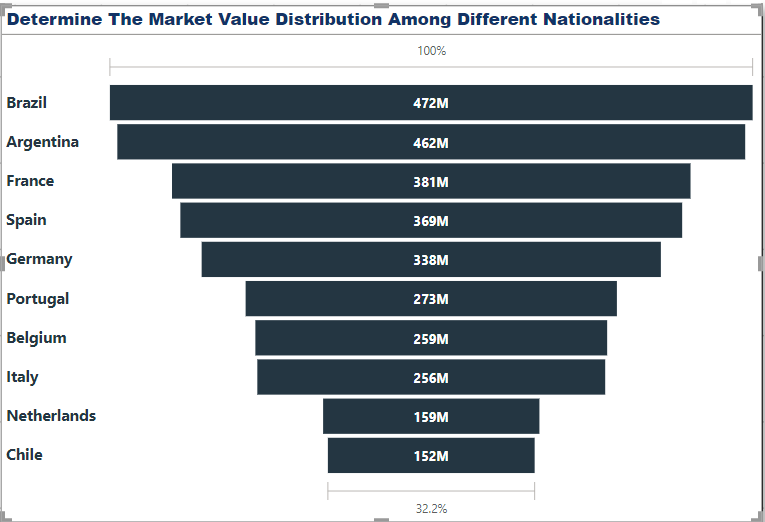 Determine The Market Value Distribution Among Different Nationalities
100%
Brazil 472M
Argentina 462M
France 381M
Spain 369M
Germany 338M
Portugal 273M
Belgium 259M
Italy 256M
Netherlands 159M
Chile 152M
32.2%